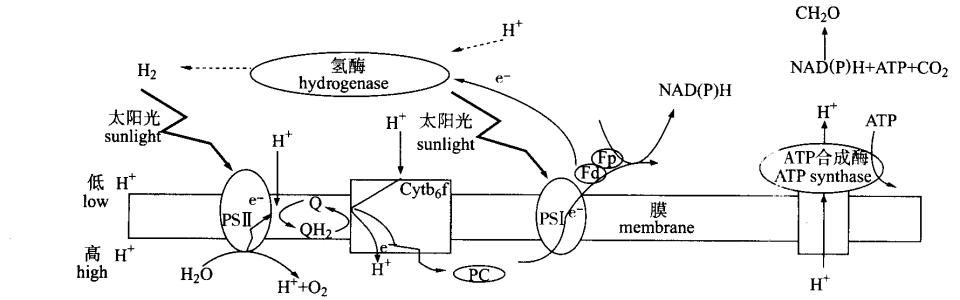 CH₂O
H⁺
氢酶
hydrogenase
H₂
e⁻
NAD(P)H+ATP+CO₂
NAD(P)H
太阳光
sunlight
H⁺
H⁺
太阳光
sunlight
H⁺
ATP
Fp
Fd
ATP合成酶
ATP synthase
低 H⁺
low
e⁻
PSⅡ
Q
QH₂
Cytb₆f
PSⅠ
e⁻
膜
membrane
高 H⁺
high
H₂O
H⁺+O₂
e⁻
H⁺
PC
H⁺